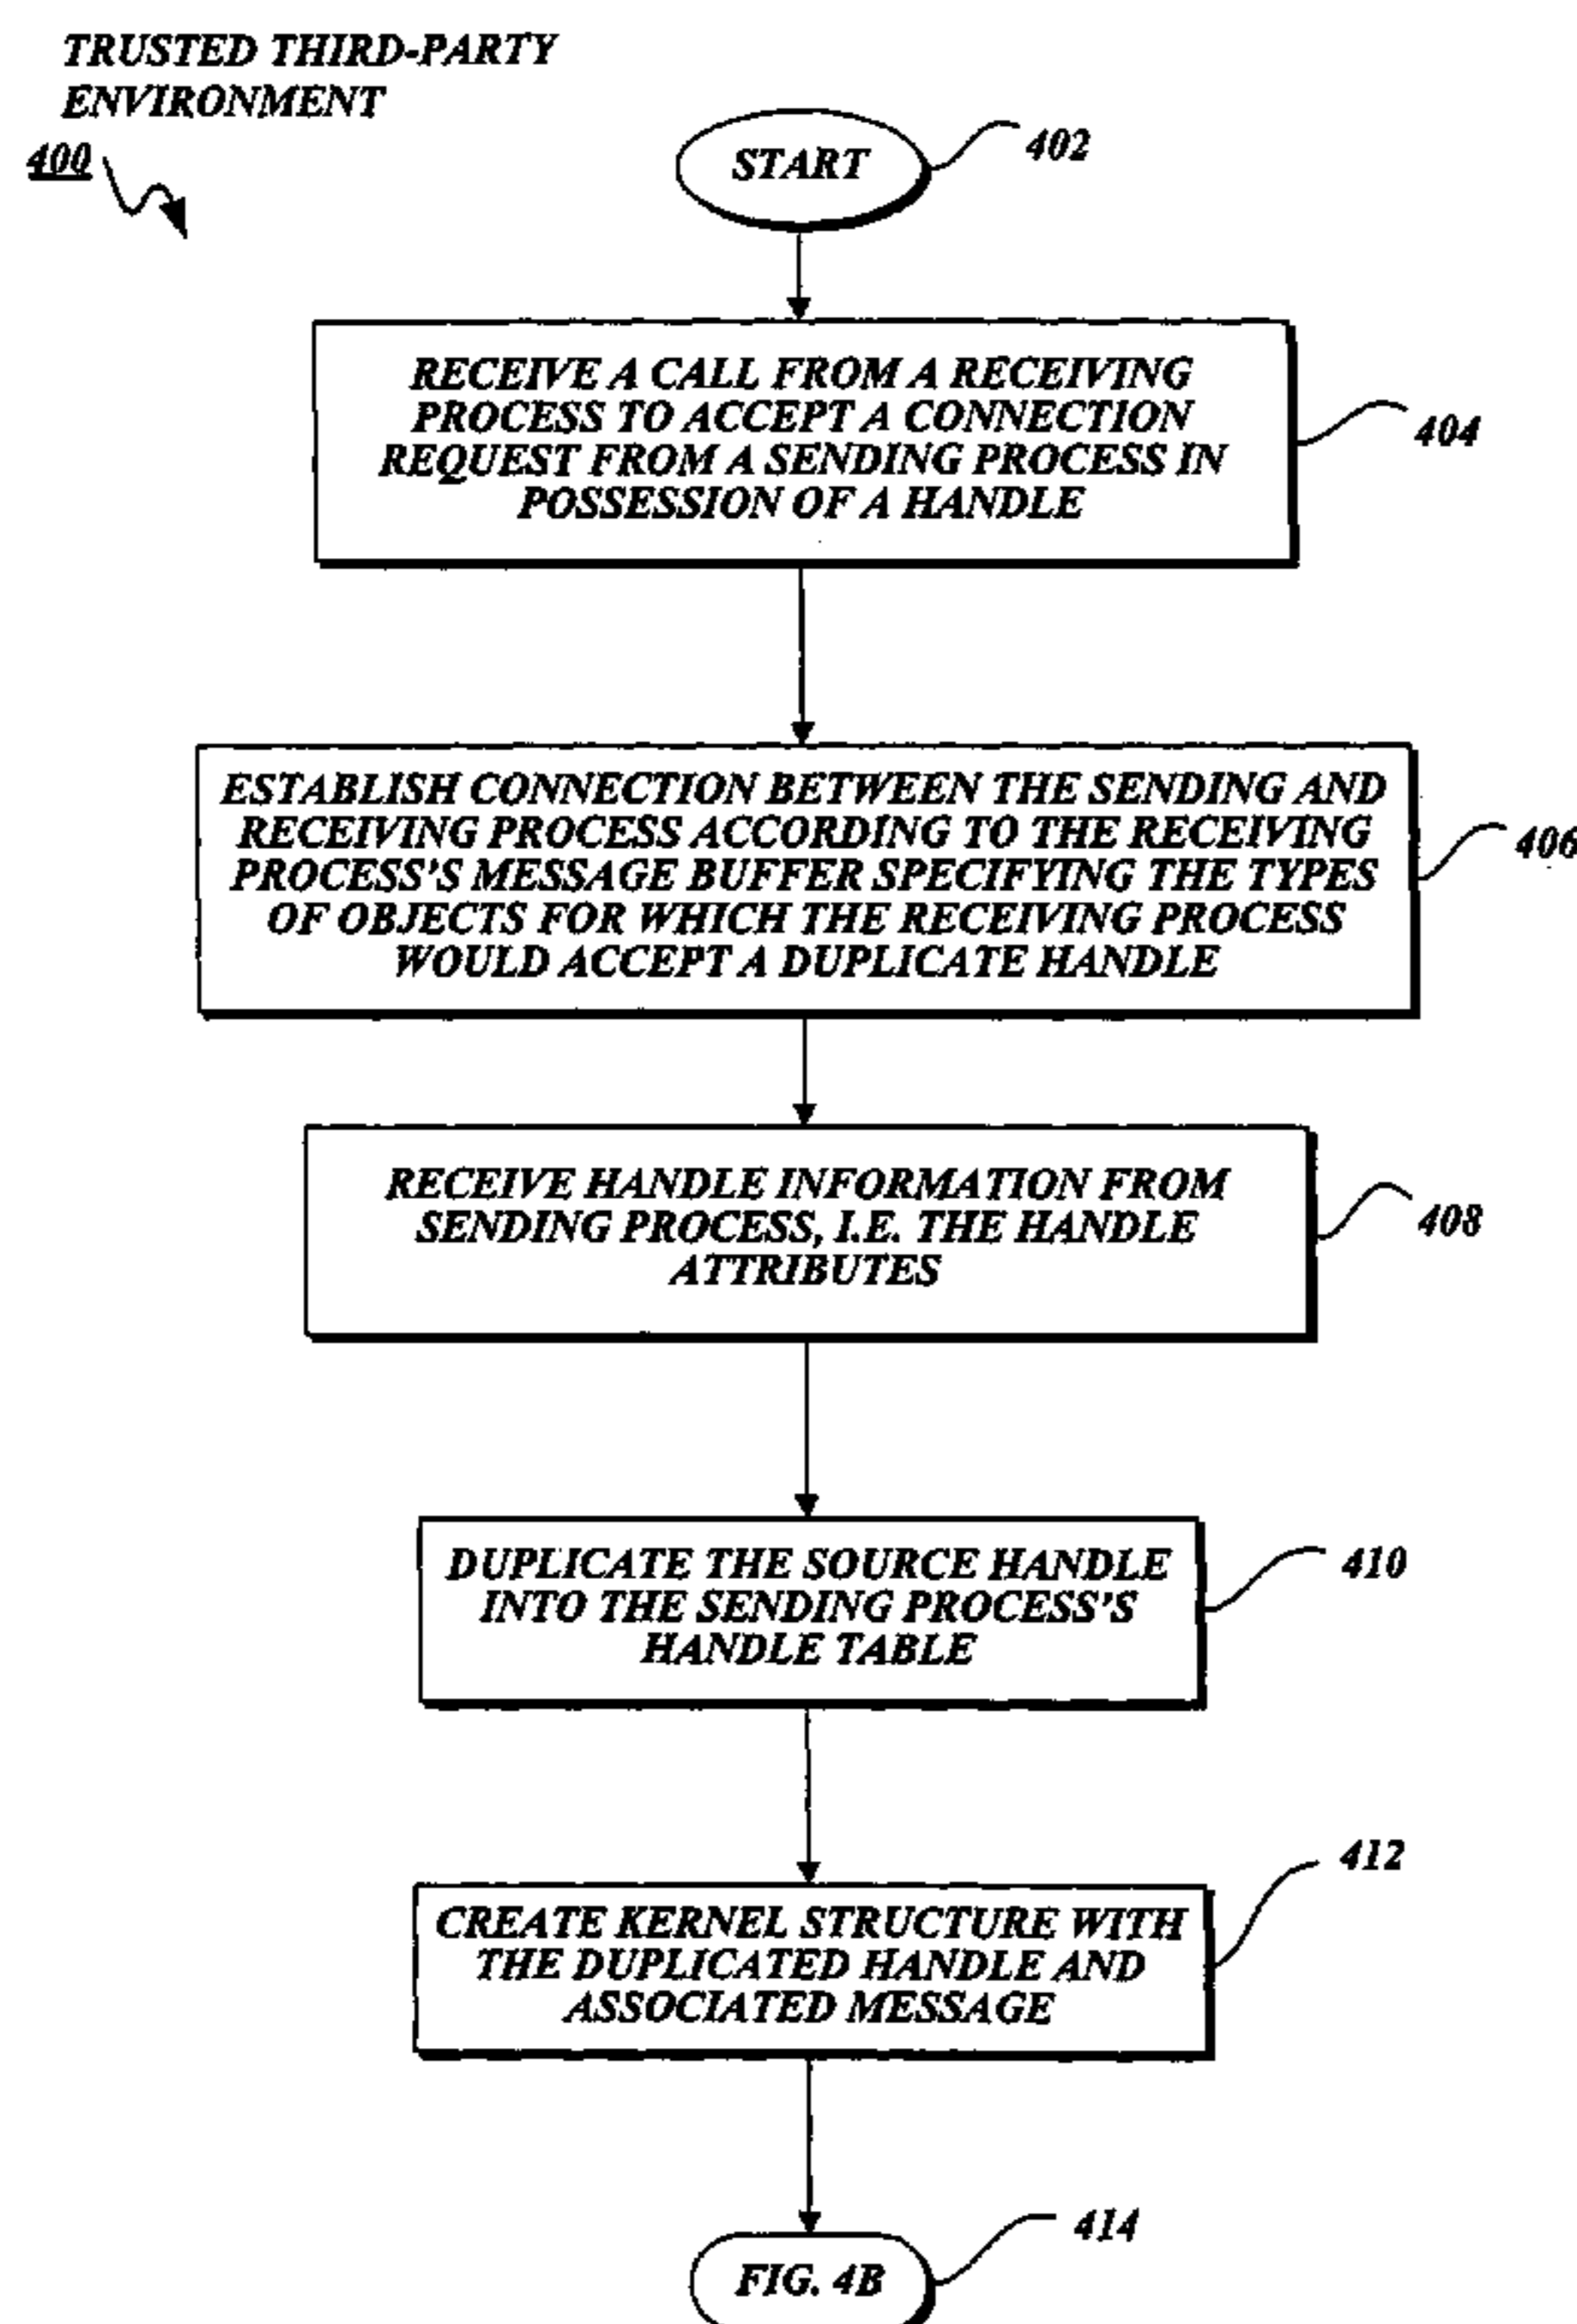 TRUSTED THIRD-PARTY
ENVIRONMENT
400
START
402
RECEIVE A CALL FROM A RECEIVING
PROCESS TO ACCEPT A CONNECTION
REQUEST FROM A SENDING PROCESS IN
POSSESSION OF A HANDLE
404
ESTABLISH CONNECTION BETWEEN THE SENDING AND
RECEIVING PROCESS ACCORDING TO THE RECEIVING
PROCESS'S MESSAGE BUFFER SPECIFYING THE TYPES
OF OBJECTS FOR WHICH THE RECEIVING PROCESS
WOULD ACCEPT A DUPLICATE HANDLE
406
RECEIVE HANDLE INFORMATION FROM
SENDING PROCESS, I.E. THE HANDLE
ATTRIBUTES
408
DUPLICATE THE SOURCE HANDLE
INTO THE SENDING PROCESS'S
HANDLE TABLE
410
CREATE KERNEL STRUCTURE WITH
THE DUPLICATED HANDLE AND
ASSOCIATED MESSAGE
412
FIG. 4B
414